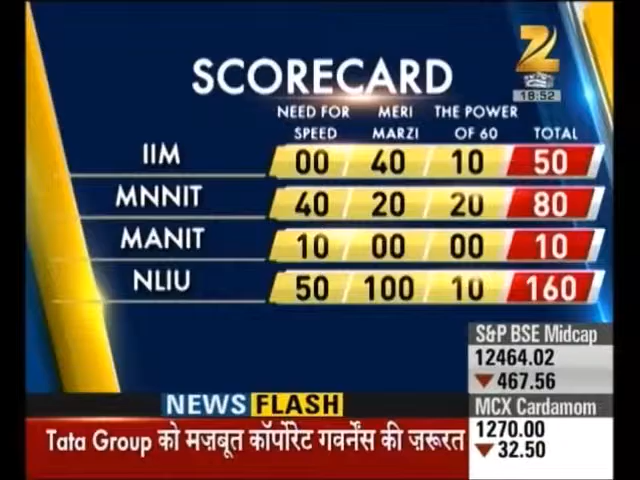 18:52
SCORECARD
NEED FOR SPEED MERI MARZI THE POWER OF 60 TOTAL
IIM 00 40 10 50
MNNIT 40 20 20 80
MANIT 10 00 00 10
NLIU 50 100 10 160
S&P BSE Midcap
12464.02
▼ 467.56
NEWS FLASH
MCX Cardamom
1270.00
▼ 32.50
Tata Group को मज़बूत कॉर्पोरेट गवर्नेंस की ज़रूरत